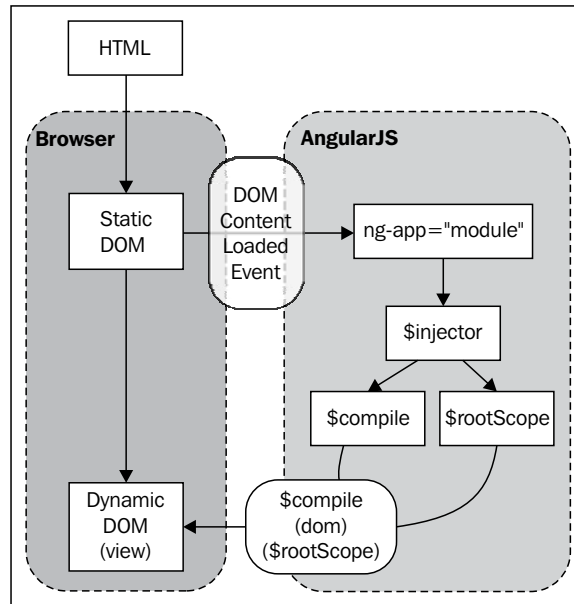 HTML
Browser
AngularJS
Static
DOM
DOM
Content
Loaded
Event
ng-app="module"
$injector
$compile
$rootScope
Dynamic
DOM
(view)
$compile
(dom)
($rootScope)